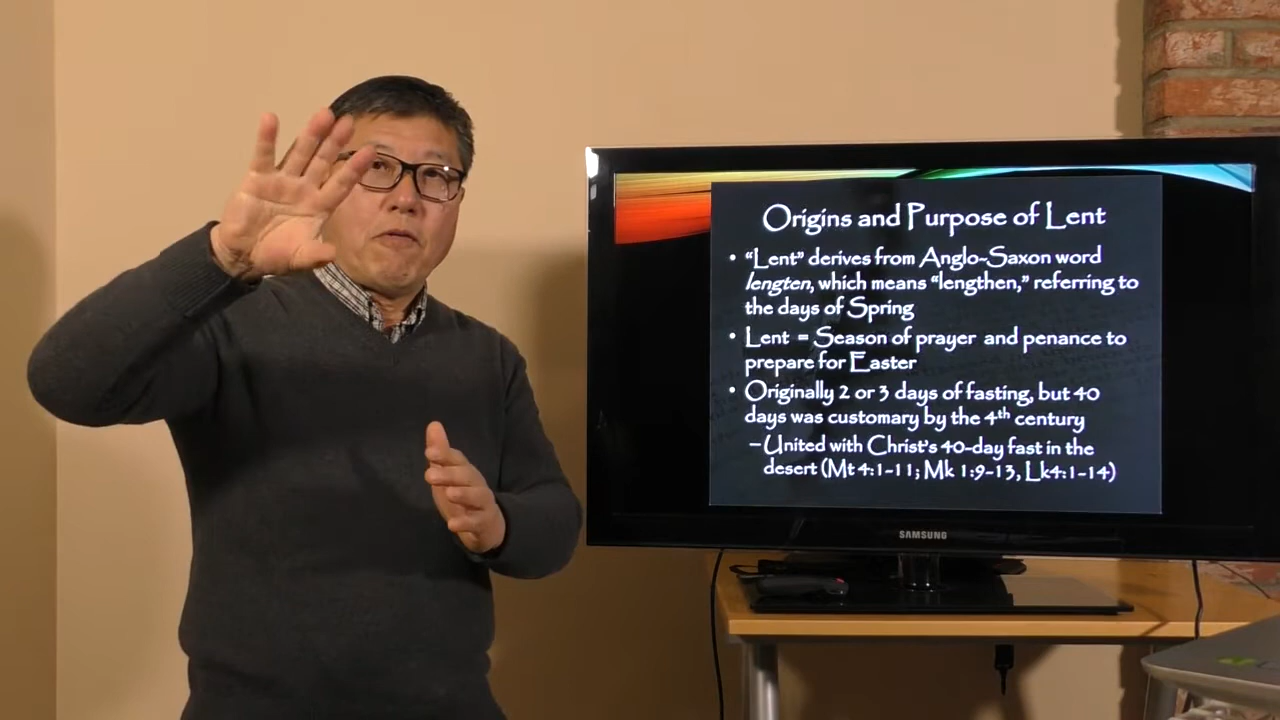 Origins and Purpose of Lent
• “Lent” derives from Anglo-Saxon word
lengten, which means “lengthen,” referring to
the days of Spring
• Lent = Season of prayer and penance to
prepare for Easter
• Originally 2 or 3 days of fasting, but 40
days was customary by the 4th century
–United with Christ's 40-day fast in the
desert (Mt 4:1-11; Mk 1:9-13, Lk4:1-14)
SAMSUNG